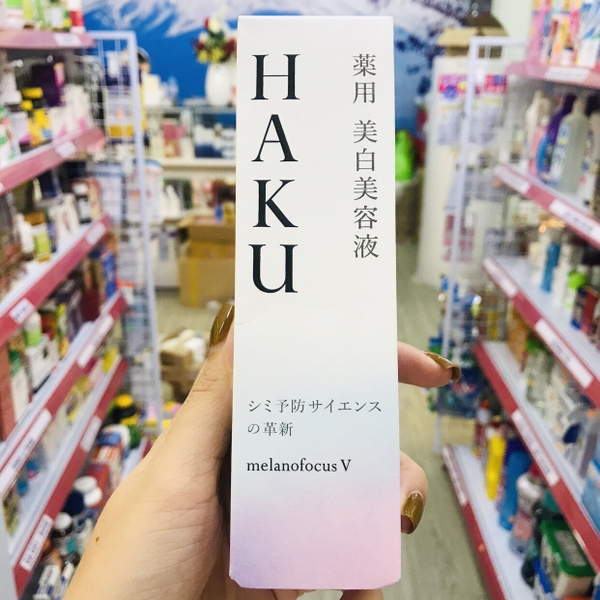 HAKU
薬用 美白美容液
シミ予防サイエンス
の革新
melanofocus V